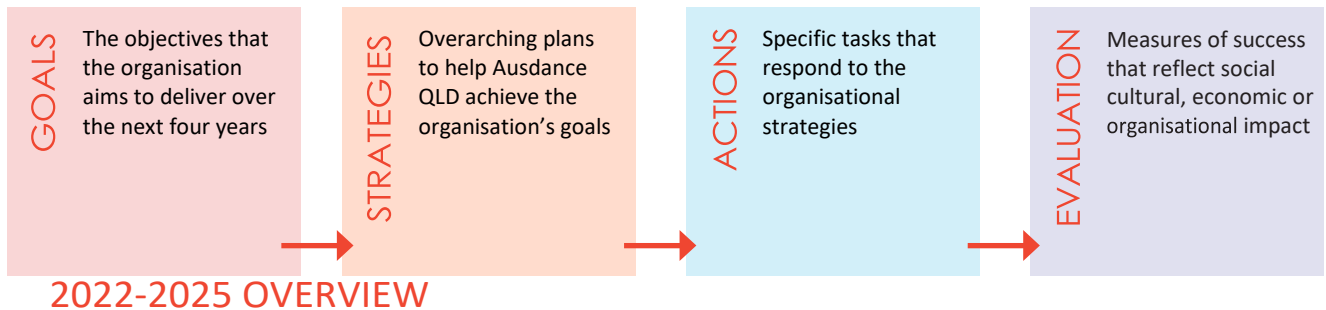 GOALS
The objectives that
the organisation
aims to deliver over
the next four years
STRATEGIES
Overarching plans
to help Ausdance
QLD achieve the
organisation's goals
ACTIONS
Specific tasks that
respond to the
organisational
strategies
EVALUATION
Measures of success
that reflect social
cultural, economic or
organisational impact
2022-2025 OVERVIEW